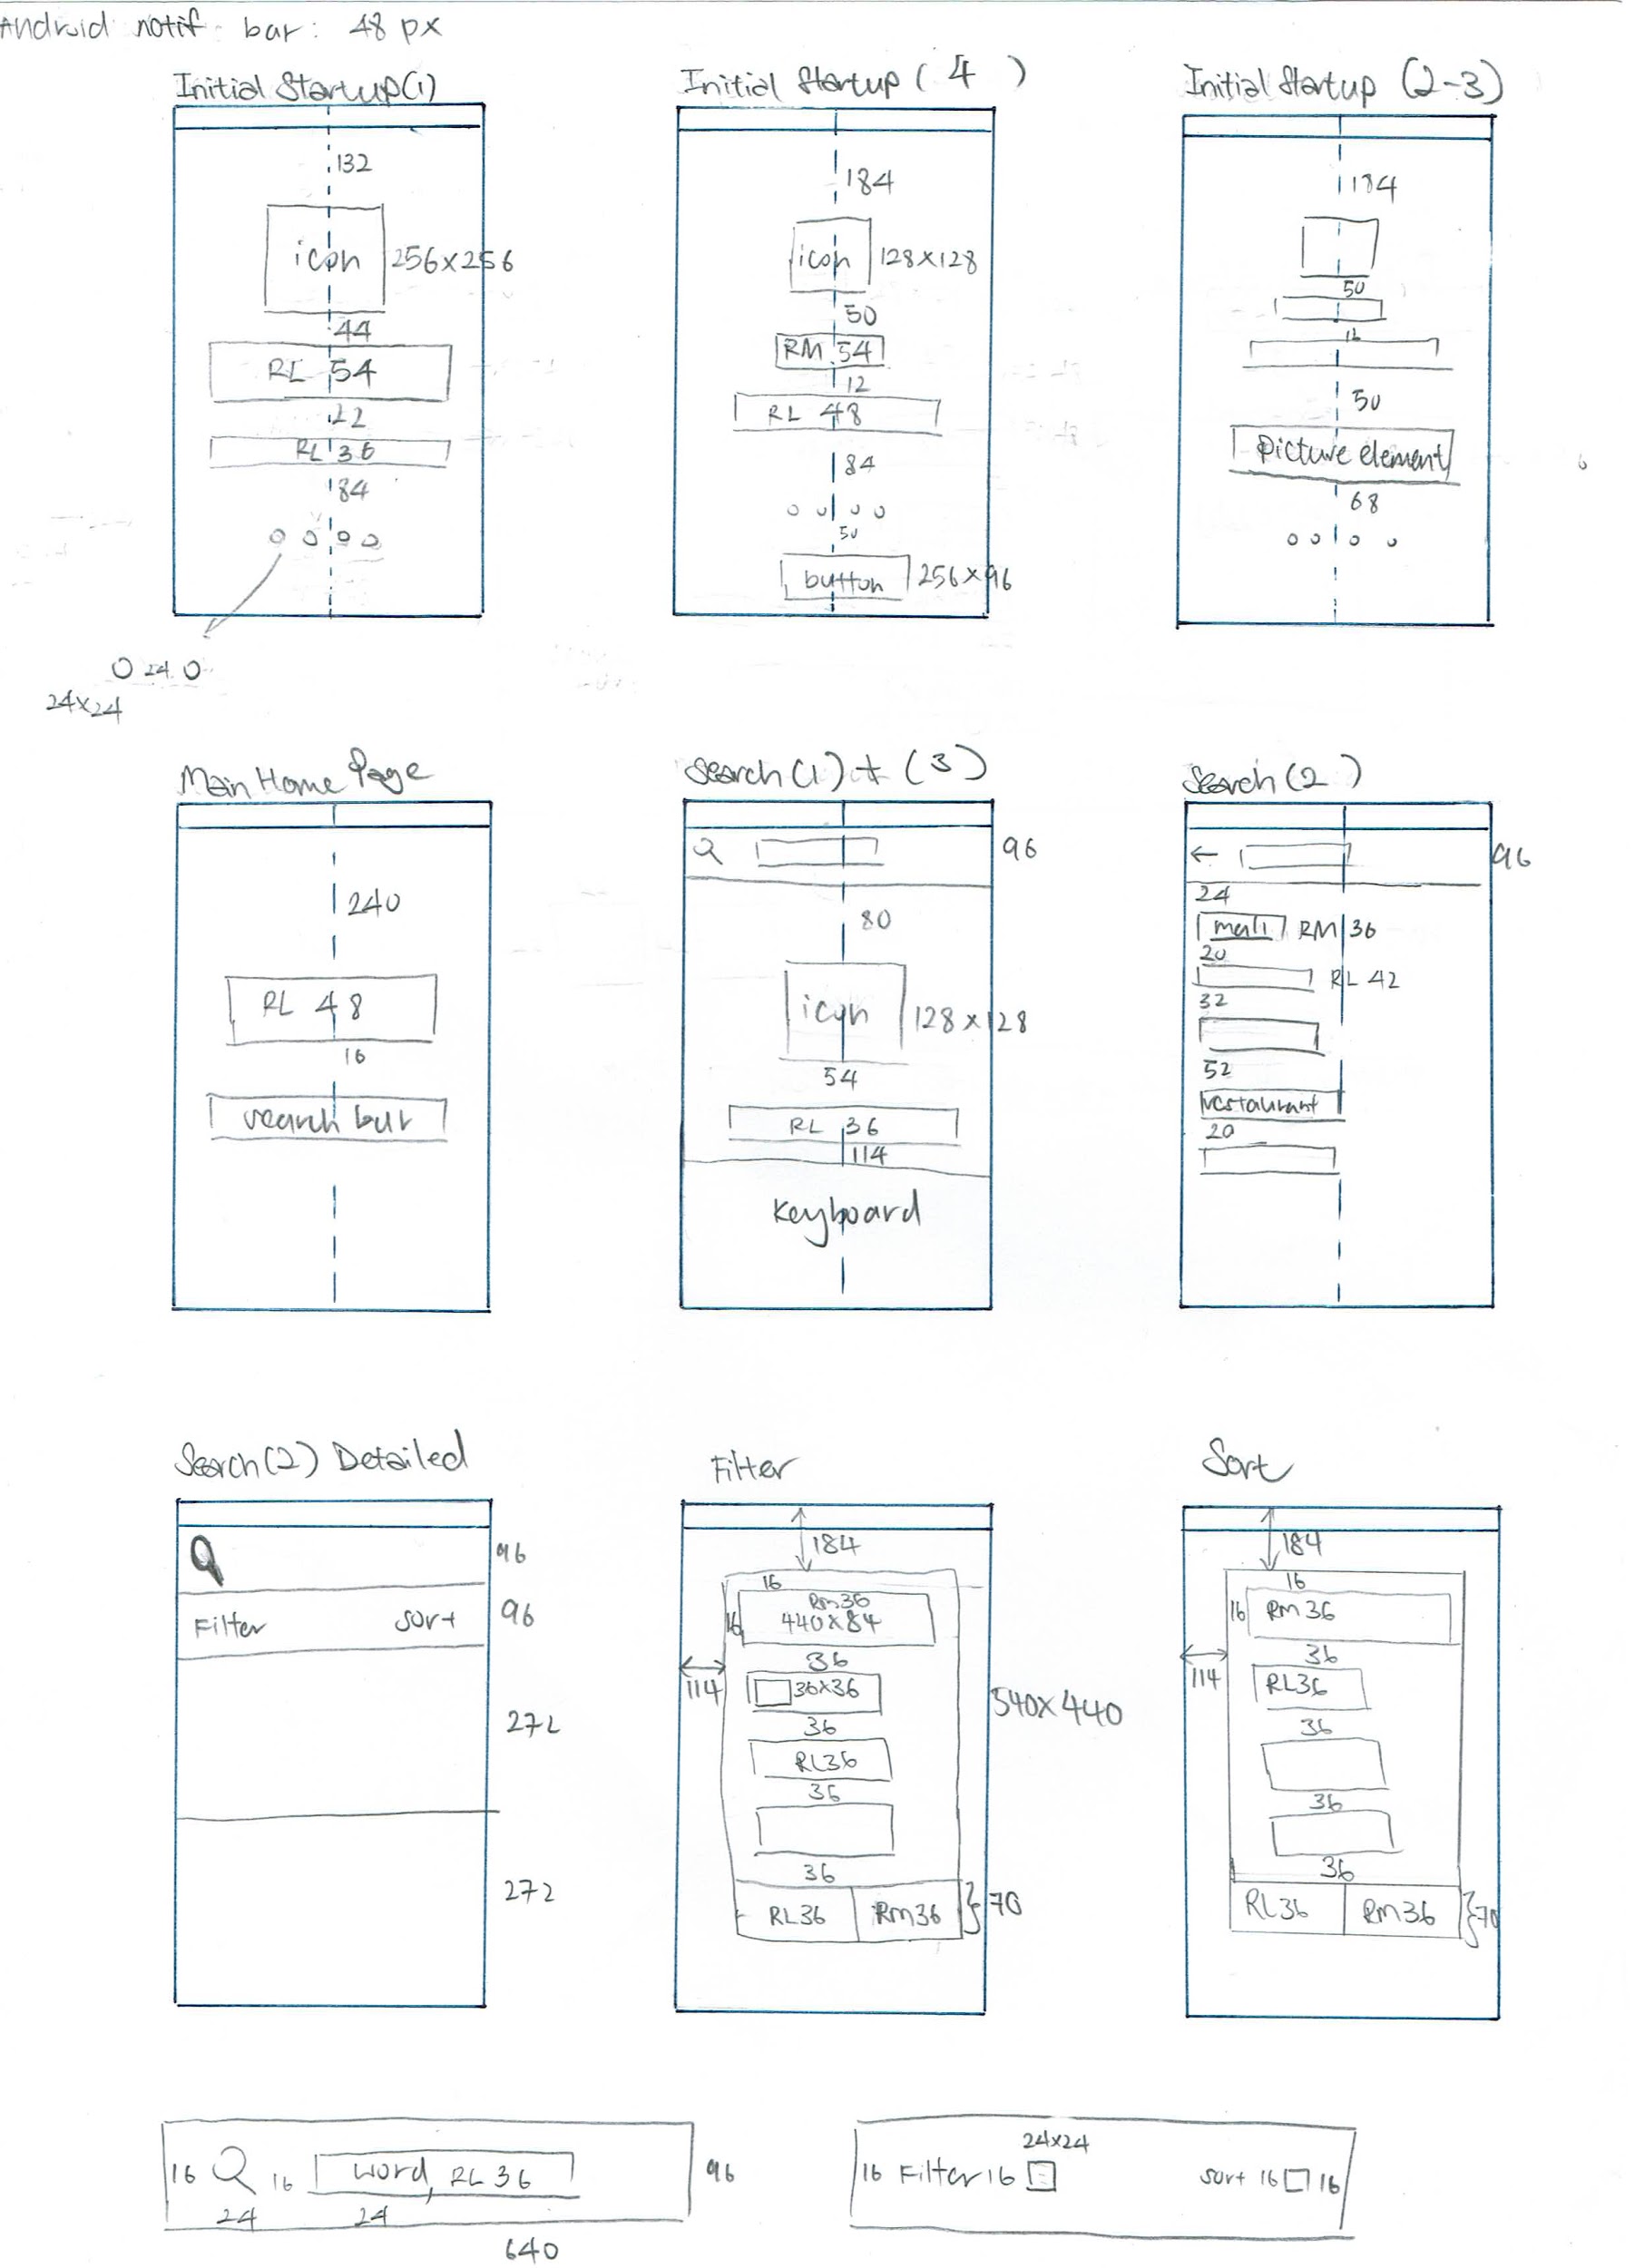 Android notif bar: 48 px
Initial Startup(1)
132
icon
256x256
44
RL 54
22
RL 36
84
O 24 O
24x24
Initial Startup ( 4 )
184
icon
128x128
50
RM 54
12
RL 48
84
50
button
256x96
Initial Startup (2-3)
184
50
50
picture element
68
Main Home Page
240
RL 48
16
search bar
Search (1) + (3)
96
80
icon
128x128
54
RL 36
114
Keyboard
Search (2)
96
24
mall
RM 36
20
RL 42
32
52
restaurant
20
Search(2) Detailed
96
Filter
sort
96
272
272
Filter
184
16
Rm36
16
440x84
36
114
36x36
540x440
36
RL36
36
36
RL36
Rm36
70
Sort
184
16
16
Rm36
36
114
RL36
36
36
36
RL36
Rm36
70
16
16
word, RL 36
96
24
24
640
24x24
16 Filter 16
sort 16
16